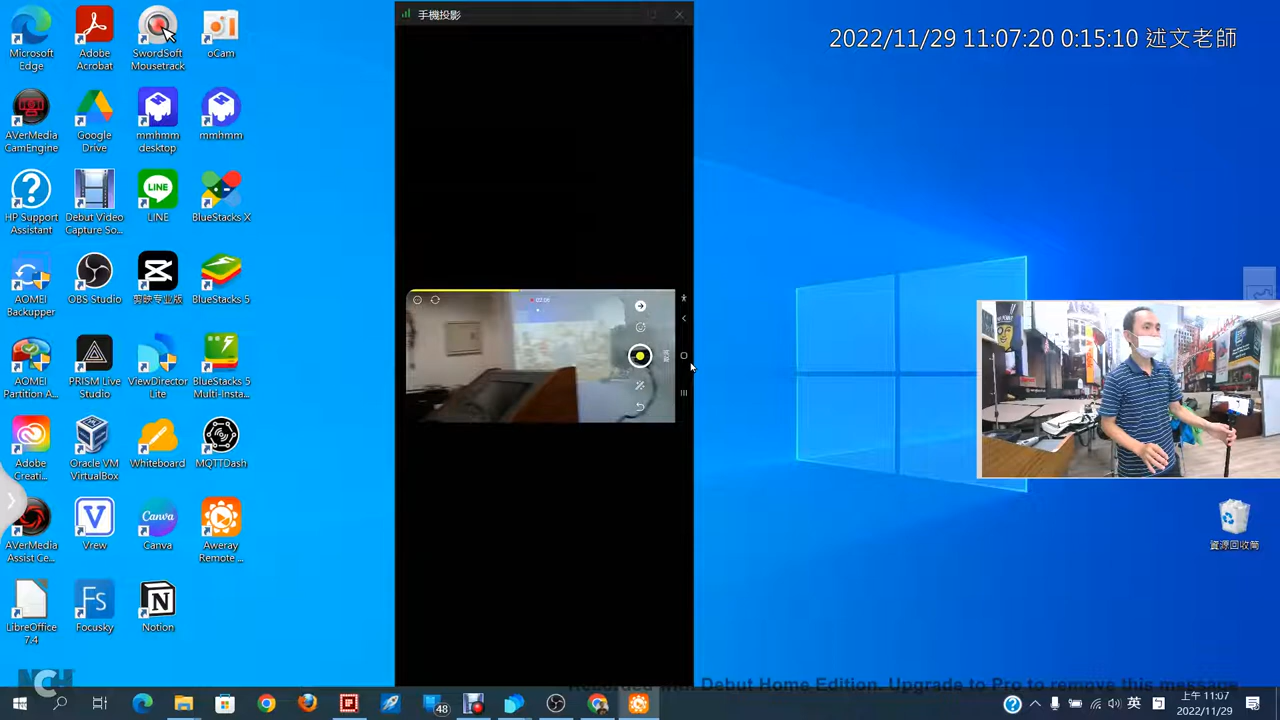 手機投影
2022/11/29 11:07:20 0:15:10 述文老師
Microsoft
Edge
Adobe
Acrobat
SwordSoft
Mousetrack
oCam
AVerMedia
CamEngine
Google
Drive
mmhmm
desktop
mmhmm
HP Support
Assistant
Debut Video
Capture So...
LINE
LINE
BlueStacks X
AOMEI
Backupper
OBS Studio
剪映专业版
BlueStacks 5
AOMEI
Partition A...
PRISM Live
Studio
ViewDirector
Lite
BlueStacks 5
Multi-Insta...
Adobe
Creati...
Oracle VM
VirtualBox
Whiteboard
MQTTDash
AVerMedia
Assist Ce...
V
Vrew
Canva
Canva
Aweray
Remote ...
LibreOffice
7.4
Fs
Focusky
Notion
資源回收筒
NCH
Recorded with Debut Home Edition. Upgrade to Pro to remove this message
48
英
上午 11:07
2022/11/29